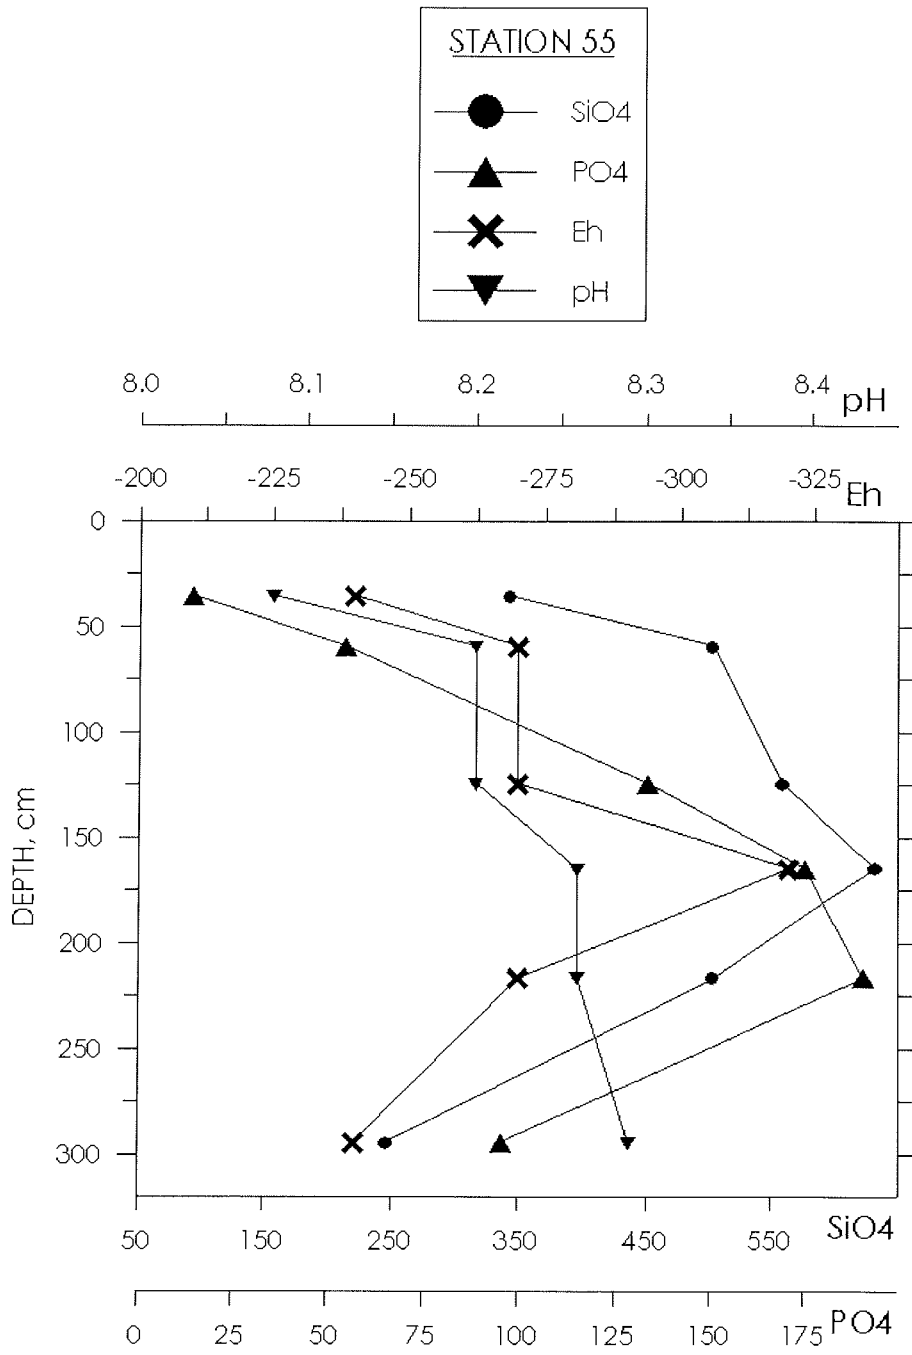 STATION 55
SiO4
PO4
Eh
pH
8.0 8.1 8.2 8.3 8.4 pH
-200 -225 -250 -275 -300 -325 Eh
0
50
100
150
200
250
300
DEPTH, cm
50 150 250 350 450 550 SiO4
0 25 50 75 100 125 150 175 PO4